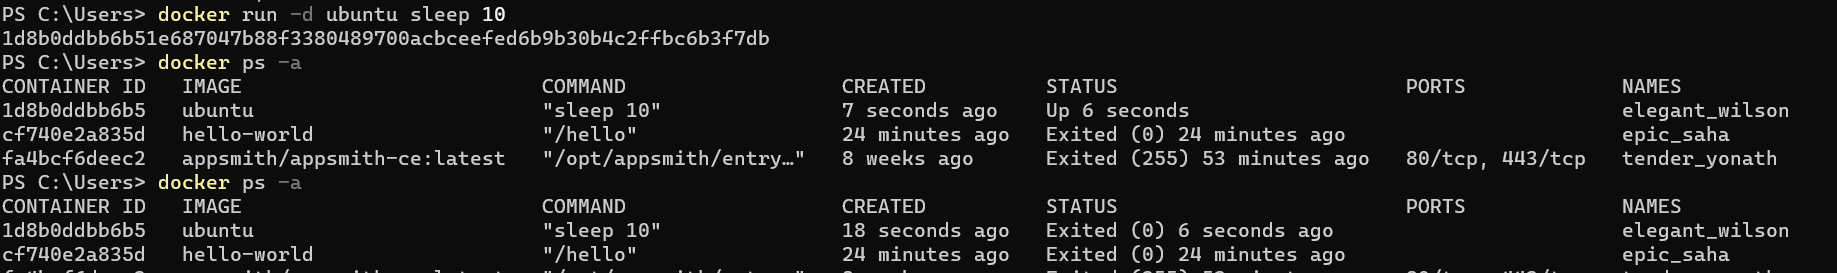 PS C:\Users> docker run -d ubuntu sleep 10
1d8b0ddbb6b51e687047b88f3380489700acbceefed6b9b30b4c2ffbc6b3f7db
PS C:\Users> docker ps -a
CONTAINER ID   IMAGE                         COMMAND                  CREATED          STATUS                        PORTS             NAMES
1d8b0ddbb6b5   ubuntu                        "sleep 10"               7 seconds ago    Up 6 seconds                                    elegant_wilson
cf740e2a835d   hello-world                   "/hello"                 24 minutes ago   Exited (0) 24 minutes ago                       epic_saha
fa4bcf6deec2   appsmith/appsmith-ce:latest   "/opt/appsmith/entry…"   8 weeks ago      Exited (255) 53 minutes ago   80/tcp, 443/tcp   tender_yonath
PS C:\Users> docker ps -a
CONTAINER ID   IMAGE                         COMMAND                  CREATED          STATUS                        PORTS             NAMES
1d8b0ddbb6b5   ubuntu                        "sleep 10"               18 seconds ago   Exited (0) 6 seconds ago                        elegant_wilson
cf740e2a835d   hello-world                   "/hello"                 24 minutes ago   Exited (0) 24 minutes ago                       epic_saha